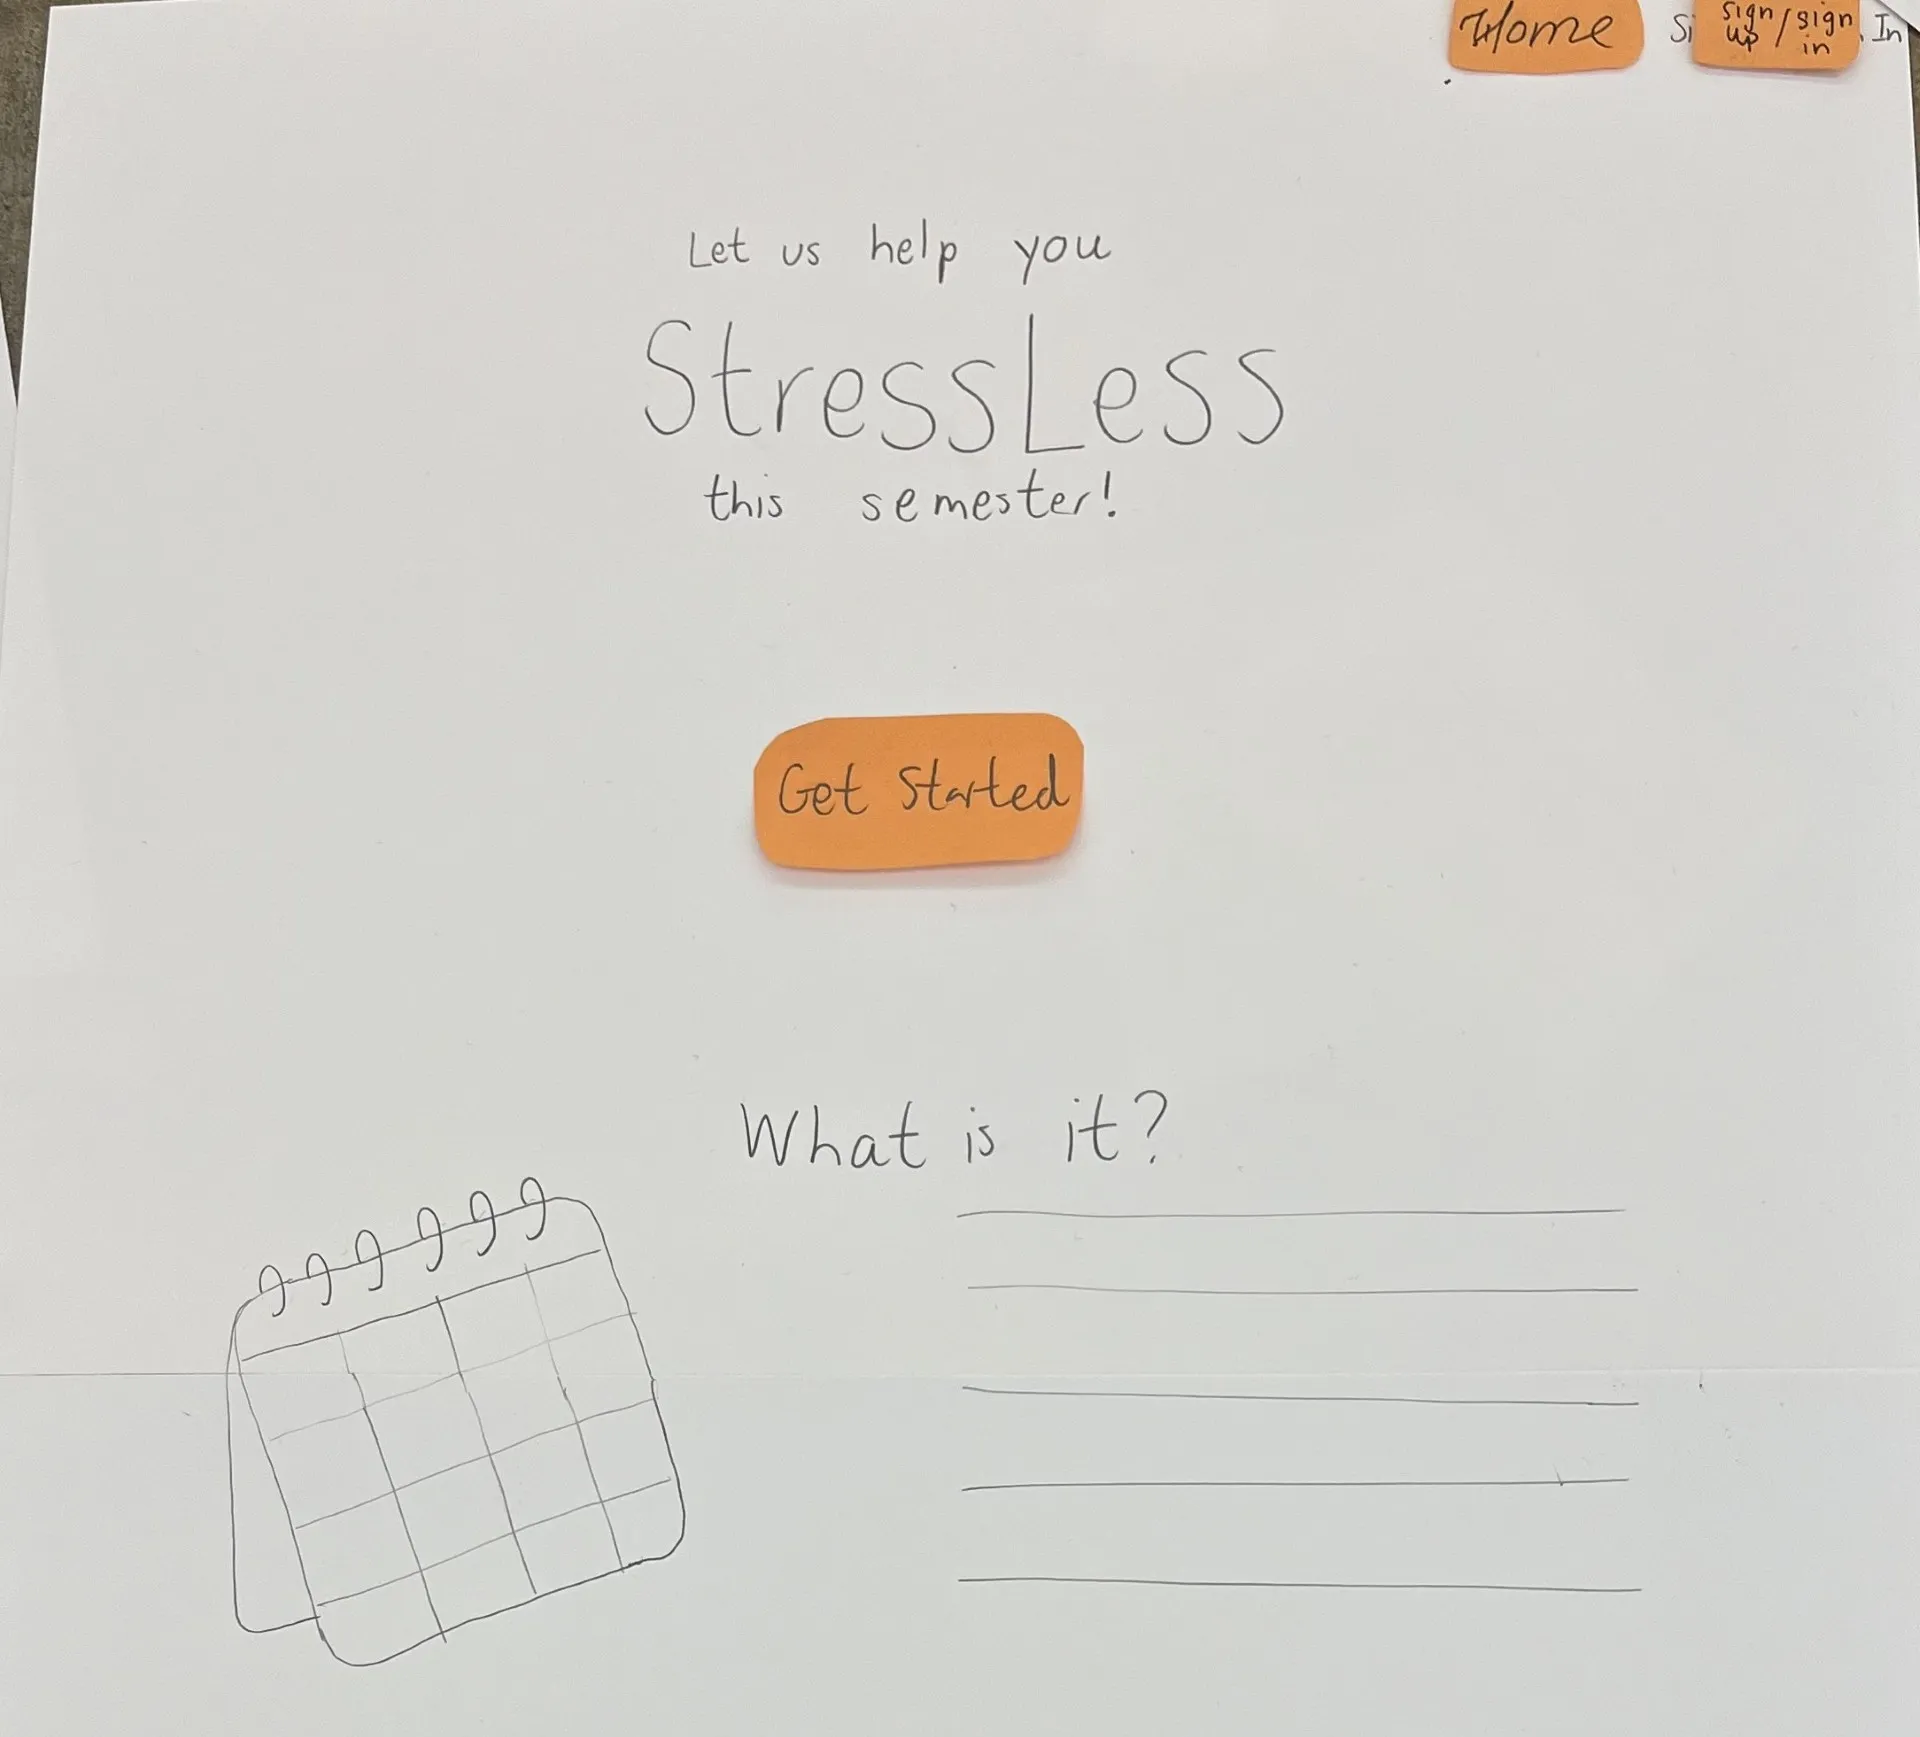 Home
Si
sign / sign
up in
In
Let us help you
StressLess
this semester!
Get Started
What is it?